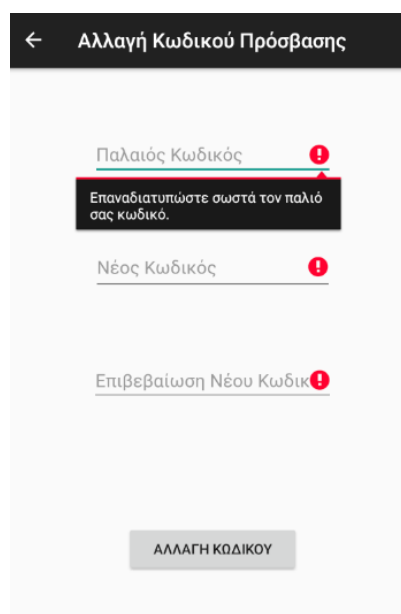 Αλλαγή Κωδικού Πρόσβασης
Παλαιός Κωδικός
Επαναδιατυπώστε σωστά τον παλιό
σας κωδικό.
Νέος Κωδικός
Επιβεβαίωση Νέου Κωδικ
ΑΛΛΑΓΗ ΚΩΔΙΚΟΥ